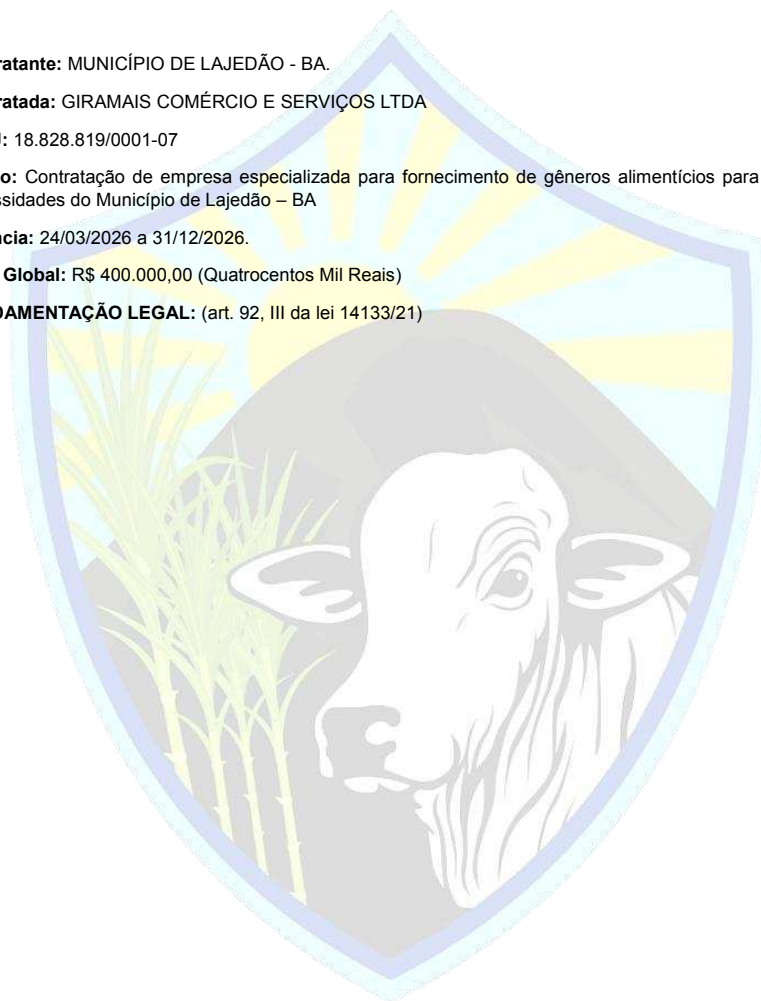 ratante: MUNICÍPIO DE LAJEDÃO - BA.
ratada: GIRAMAIS COMÉRCIO E SERVIÇOS LTDA
: 18.828.819/0001-07
o: Contratação de empresa especializada para fornecimento de gêneros alimentícios para
ssidades do Município de Lajedão – BA
ncia: 24/03/2026 a 31/12/2026.
Global: R$ 400.000,00 (Quatrocentos Mil Reais)
DAMENTAÇÃO LEGAL: (art. 92, III da lei 14133/21)